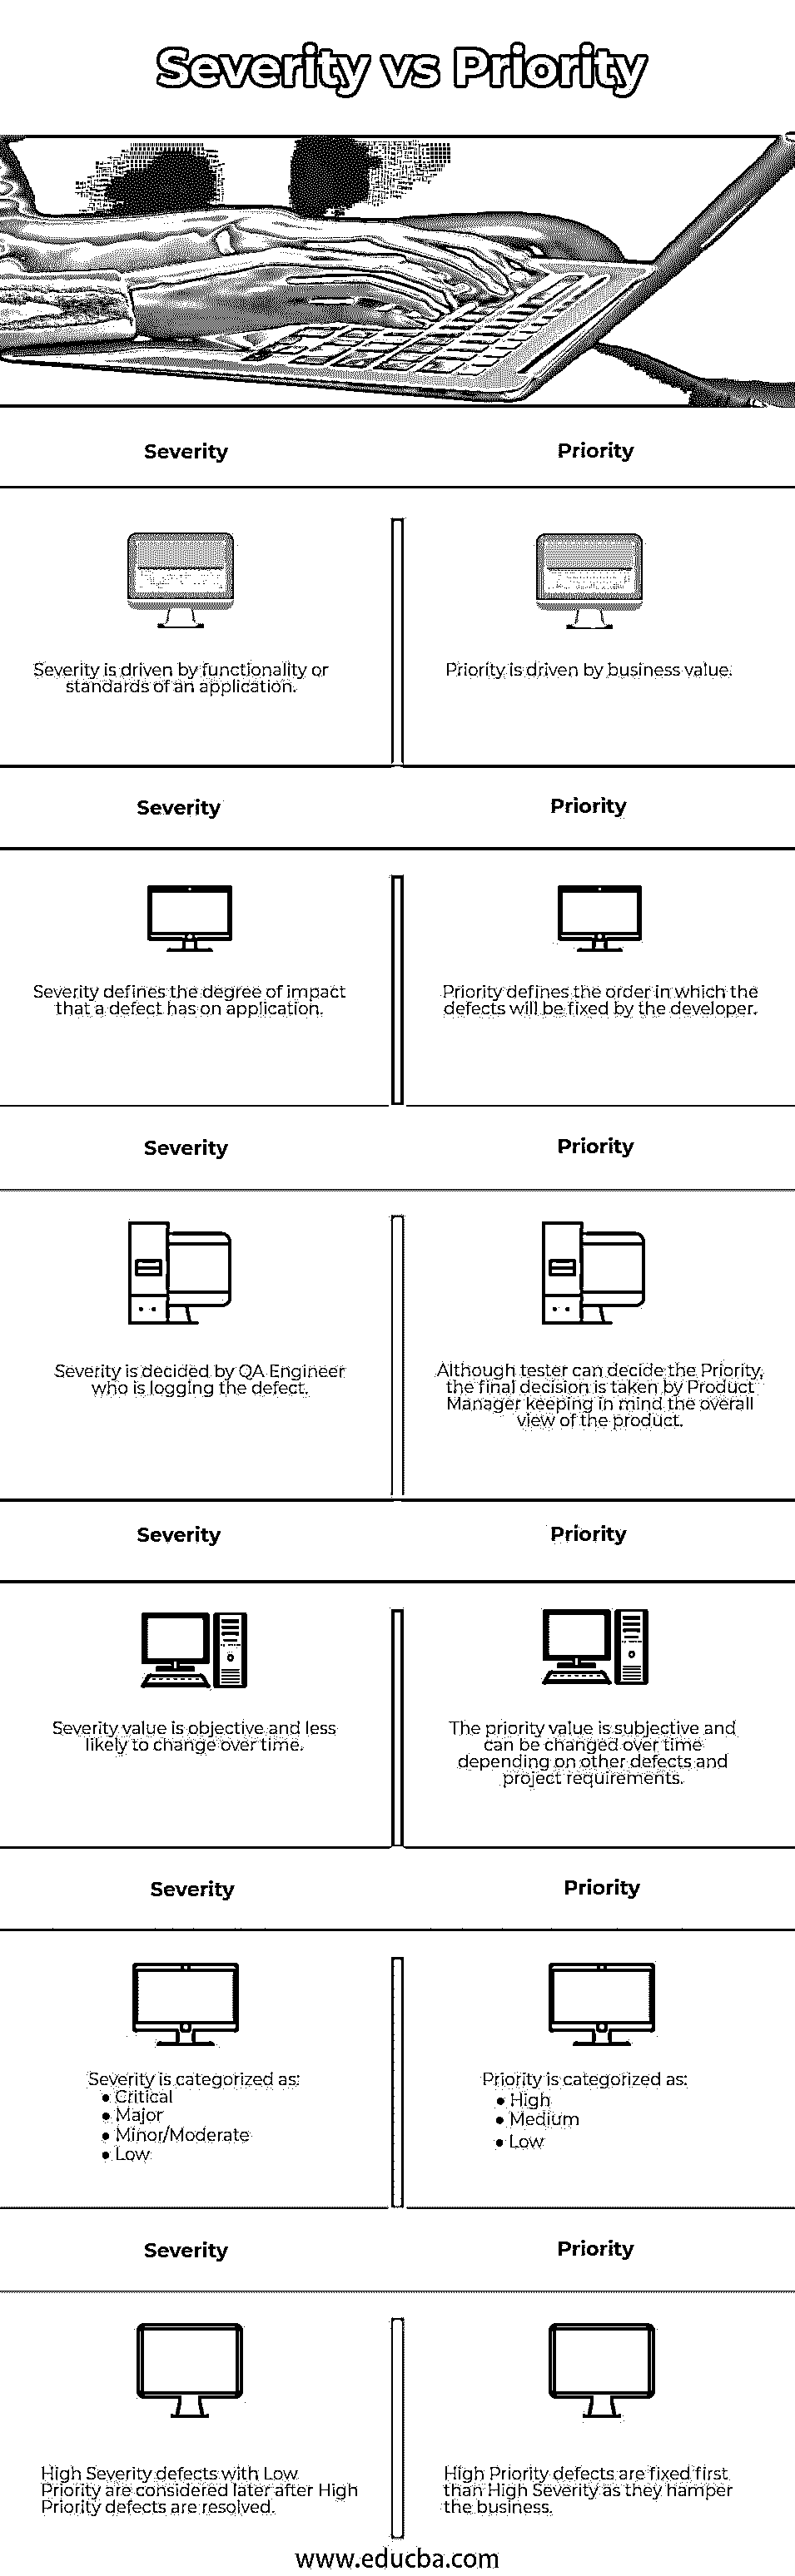 Severity vs Priority
Severity
Priority
Severity is driven by functionality or
standards of an application.
Priority is driven by business value.
Severity
Priority
Severity defines the degree of impact
that a defect has on application.
Priority defines the order in which the
defects will be fixed by the developer.
Severity
Priority
Severity is decided by QA Engineer
who is logging the defect.
Although tester can decide the Priority,
the final decision is taken by Product
Manager keeping in mind the overall
view of the product.
Severity
Priority
Severity value is objective and less
likely to change over time.
The priority value is subjective and
can be changed over time
depending on other defects and
project requirements.
Severity
Priority
Severity is categorized as:
• Critical
• Major
• Minor/Moderate
• Low
Priority is categorized as:
• High
• Medium
• Low
Severity
Priority
High Severity defects with Low
Priority are considered later after High
Priority defects are resolved.
High Priority defects are fixed first
than High Severity as they hamper
the business.
www.educba.com